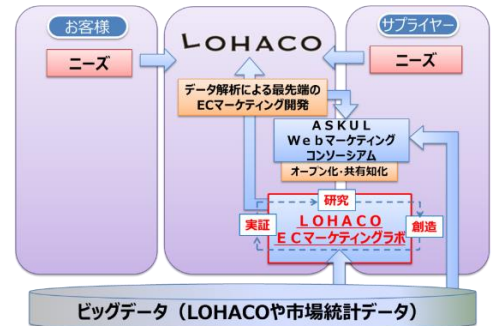 お客様
LOHACO
サプライヤー
ニーズ
ニーズ
データ解析による最先端の
ECマーケティング開発
ASKUL
Webマーケティング
コンソーシアム
オープン化・共有知化
研究
実証
LOHACO
ECマーケティングラボ
創造
ビッグデータ（LOHACOや市場統計データ）